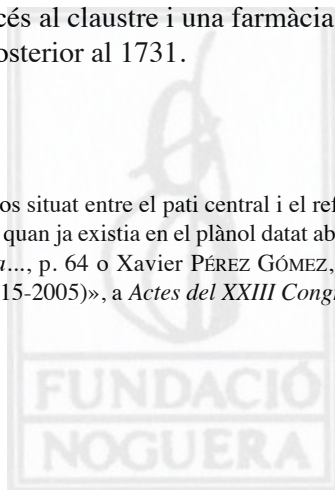 cés al claustre i una farmàcia
osterior al 1731.
os situat entre el pati central i el ref
quan ja existia en el plànol datat ab
a..., p. 64 o Xavier PÉREZ GÓMEZ,
15-2005)», a Actes del XXIII Cong
FUNDACIÓ
NOGUERA